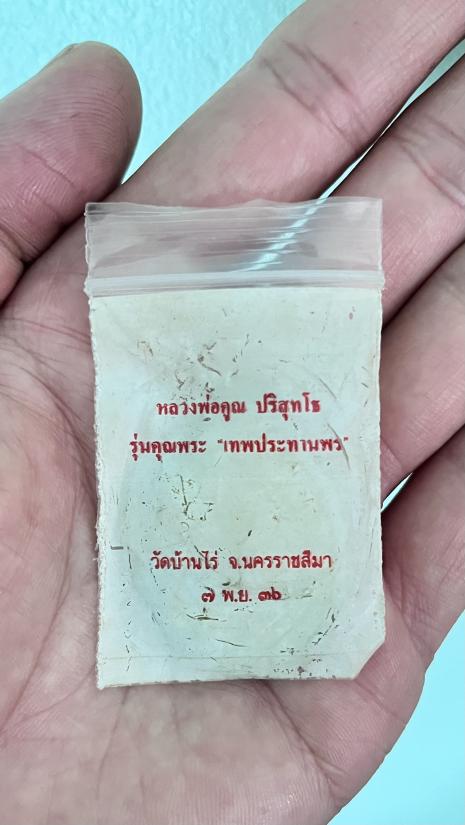 หลวงพ่อคูณ ปริสุทโธ
รุ่นคุณพระ "เทพประทานพร"
วัดบ้านไร่ จ.นครราชสีมา
๗ พ.ย. ๓๖